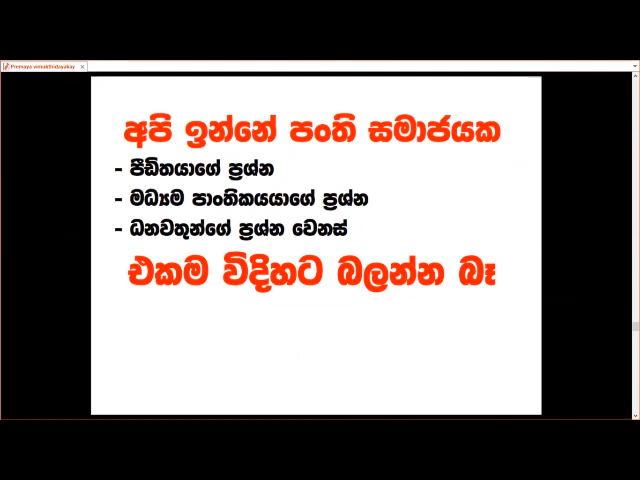 Premaya wimukthidayakay
අපි ඉන්නේ පංති සමාජයක
- පීඩිතයාගේ ප්‍රශ්න
- මධ්‍යම පාංතිකයයාගේ ප්‍රශ්න
- ධනවතුන්ගේ ප්‍රශ්න වෙනස්
එකම විදිහට බලන්න බෑ